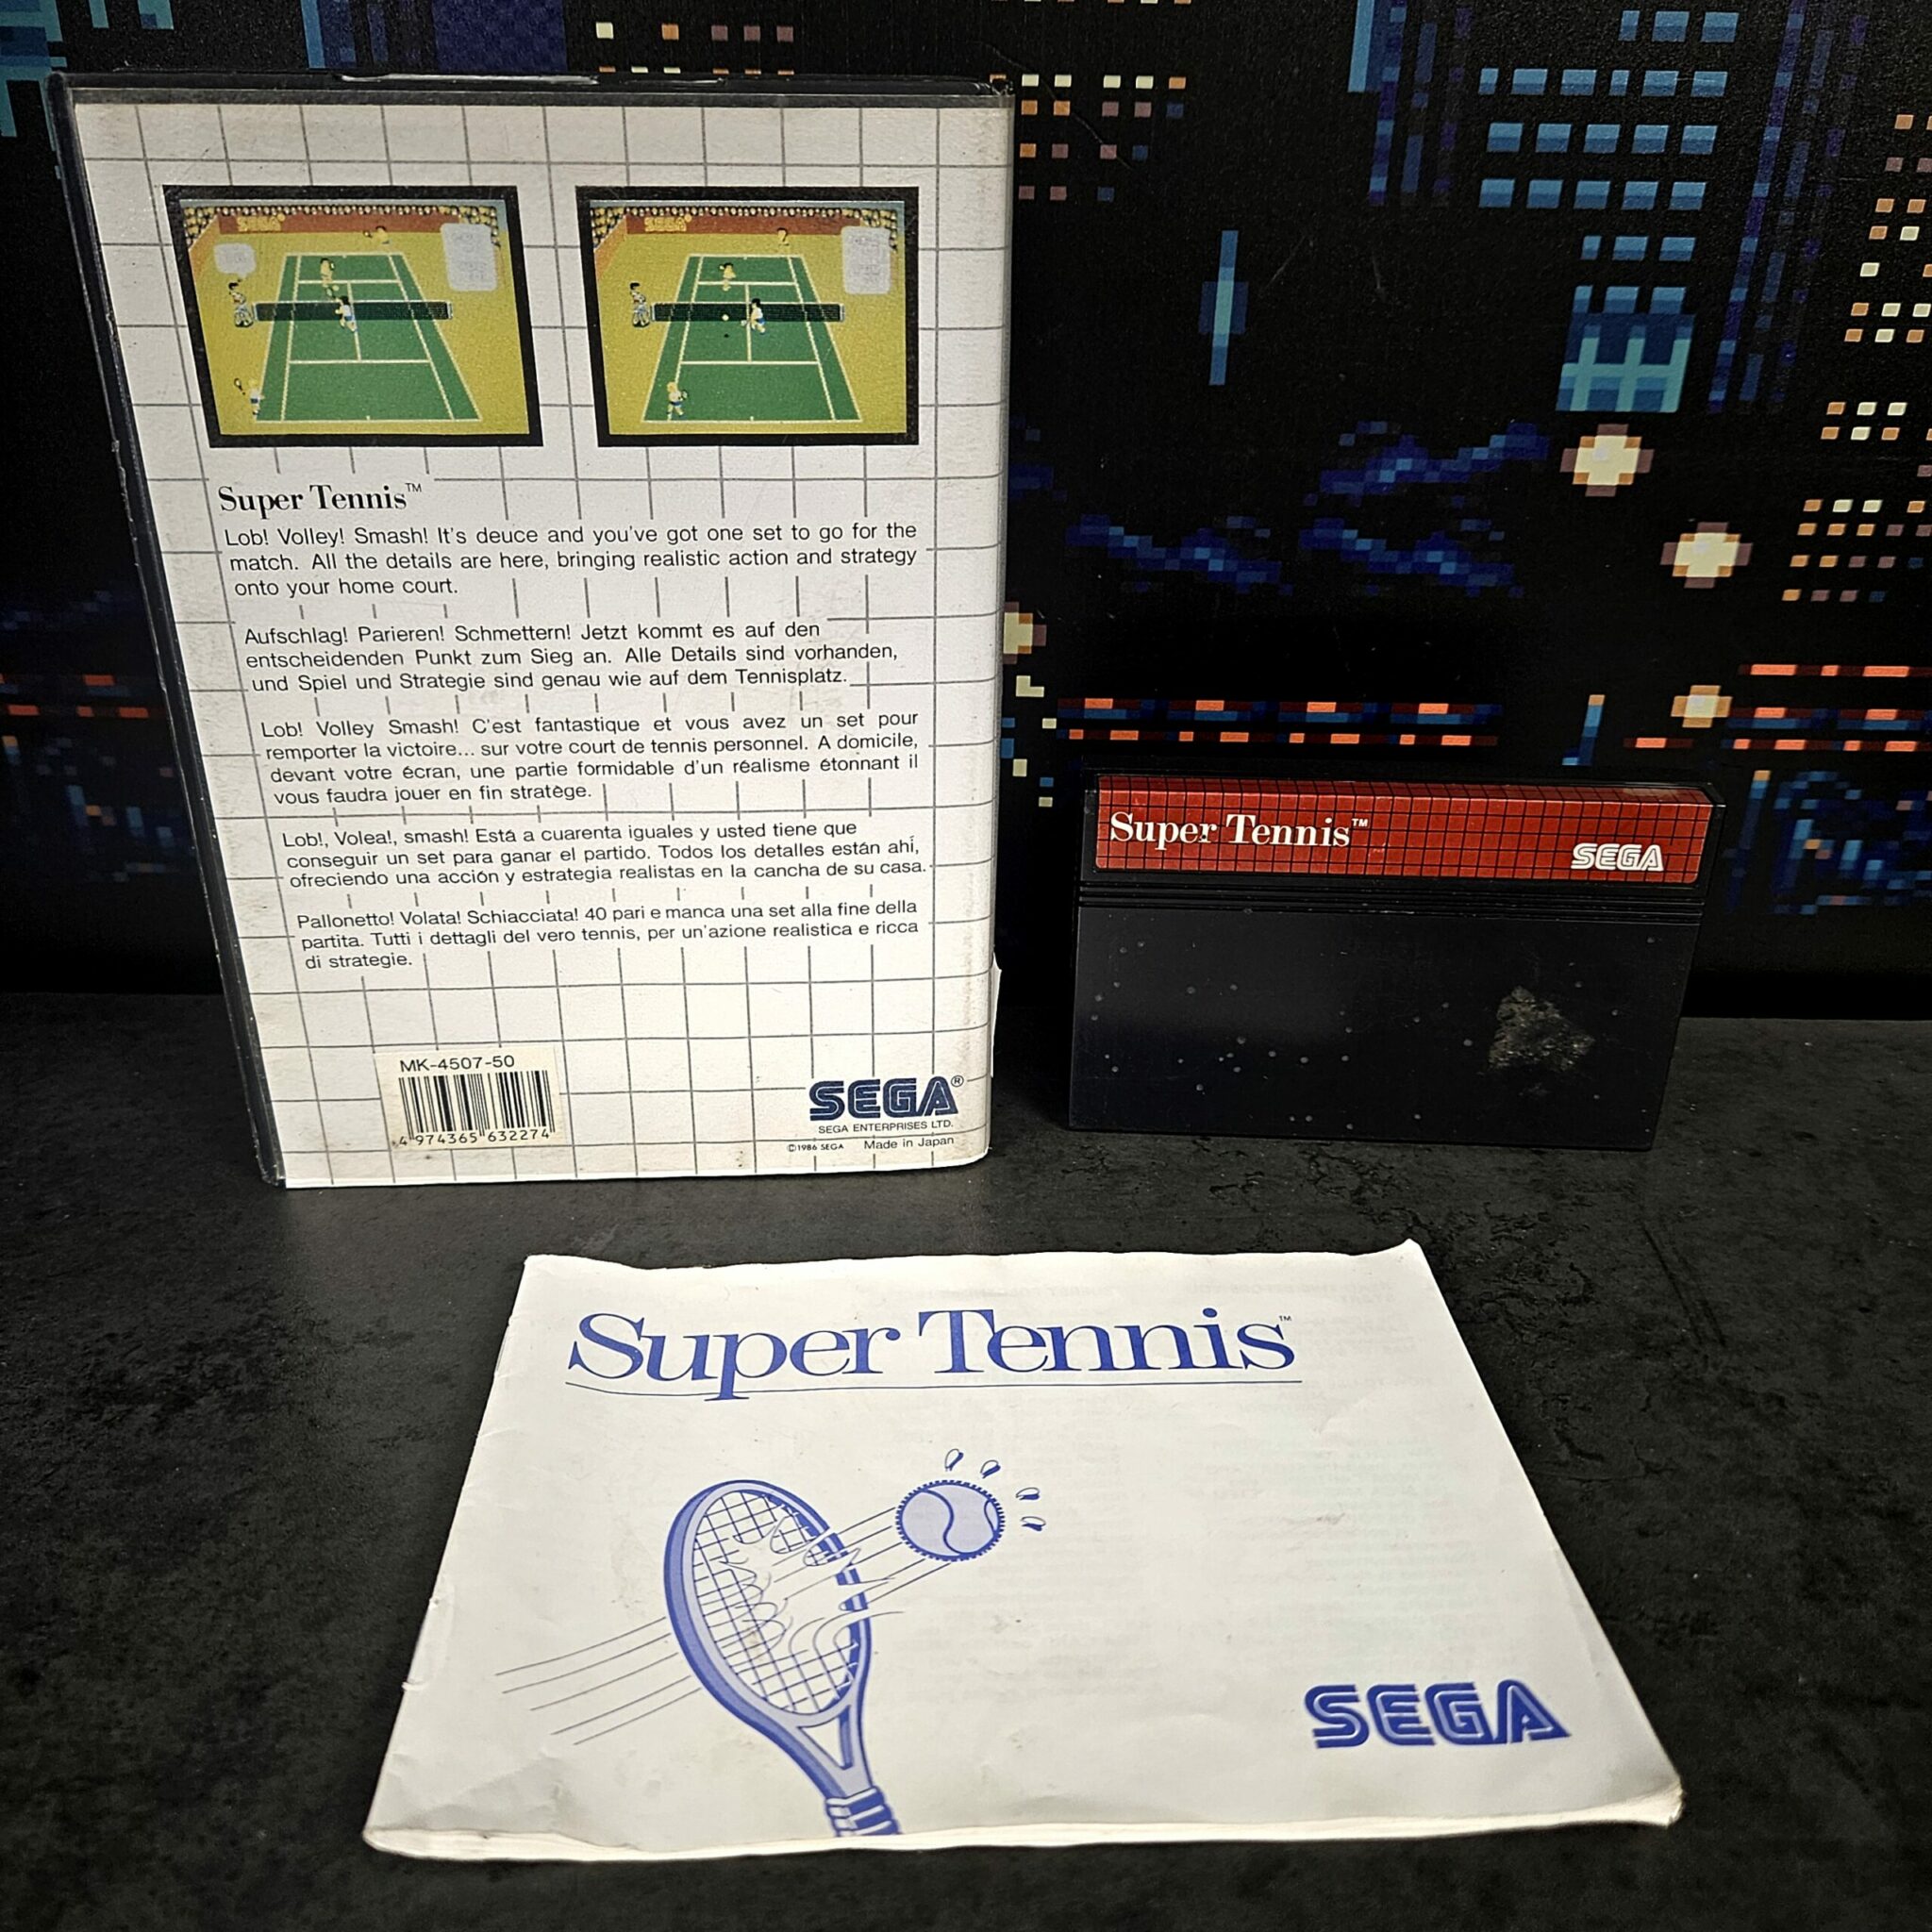 SEGA
SEGA
Super Tennis™
Lob! Volley! Smash! It's deuce and you've got one set to go for the
match. All the details are here, bringing realistic action and strategy
onto your home court.
Aufschlag! Parieren! Schmettern! Jetzt kommt es auf den
entscheidenden Punkt zum Sieg an. Alle Details sind vorhanden,
und Spiel und Strategie sind genau wie auf dem Tennisplatz.
Lob! Volley Smash! C'est fantastique et vous avez un set pour
remporter la victoire... sur votre court de tennis personnel. A domicile,
devant votre écran, une partie formidable d'un réalisme étonnant il
vous faudra jouer en fin stratège.
Lob!, Volea!, smash! Está a cuarenta iguales y usted tiene que
conseguir un set para ganar el partido. Todos los detalles están ahí,
ofreciendo una acción y estrategia realistas en la cancha de su casa.
Pallonetto! Volata! Schiacciata! 40 pari e manca una set alla fine della
partita. Tutti i dettagli del vero tennis, per un'azione realistica e ricca
di strategie.
MK-4507-50
4 974365 632274
SEGA®
SEGA ENTERPRISES LTD.
©1986 SEGA Made in Japan
Super Tennis™
SEGA
Super Tennis™
SEGA